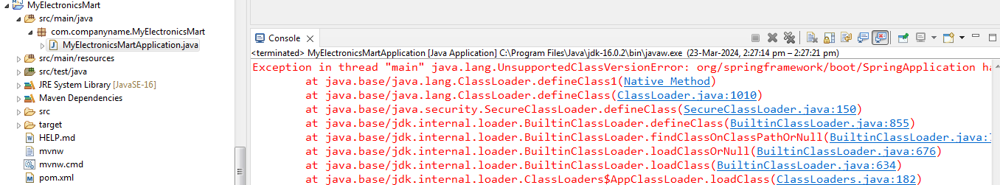 MyElectronicsMart
src/main/java
com.companyname.MyElectronicsMart
MyElectronicsMartApplication.java
src/main/resources
src/test/java
JRE System Library [JavaSE-16]
Maven Dependencies
src
target
HELP.md
mvnw
mvnw.cmd
pom.xml
Console
<terminated> MyElectronicsMartApplication [Java Application] C:\Program Files\Java\jdk-16.0.2\bin\javaw.exe (23-Mar-2024, 2:27:14 pm – 2:27:21 pm)
Exception in thread "main" java.lang.UnsupportedClassVersionError: org/springframework/boot/SpringApplication ha
at java.base/java.lang.ClassLoader.defineClass1(Native Method)
at java.base/java.lang.ClassLoader.defineClass(ClassLoader.java:1010)
at java.base/java.security.SecureClassLoader.defineClass(SecureClassLoader.java:150)
at java.base/jdk.internal.loader.BuiltinClassLoader.defineClass(BuiltinClassLoader.java:855)
at java.base/jdk.internal.loader.BuiltinClassLoader.findClassOnClassPathOrNull(BuiltinClassLoader.java:
at java.base/jdk.internal.loader.BuiltinClassLoader.loadClassOrNull(BuiltinClassLoader.java:676)
at java.base/jdk.internal.loader.BuiltinClassLoader.loadClass(BuiltinClassLoader.java:634)
at java.base/jdk.internal.loader.ClassLoaders$AppClassLoader.loadClass(ClassLoaders.java:182)